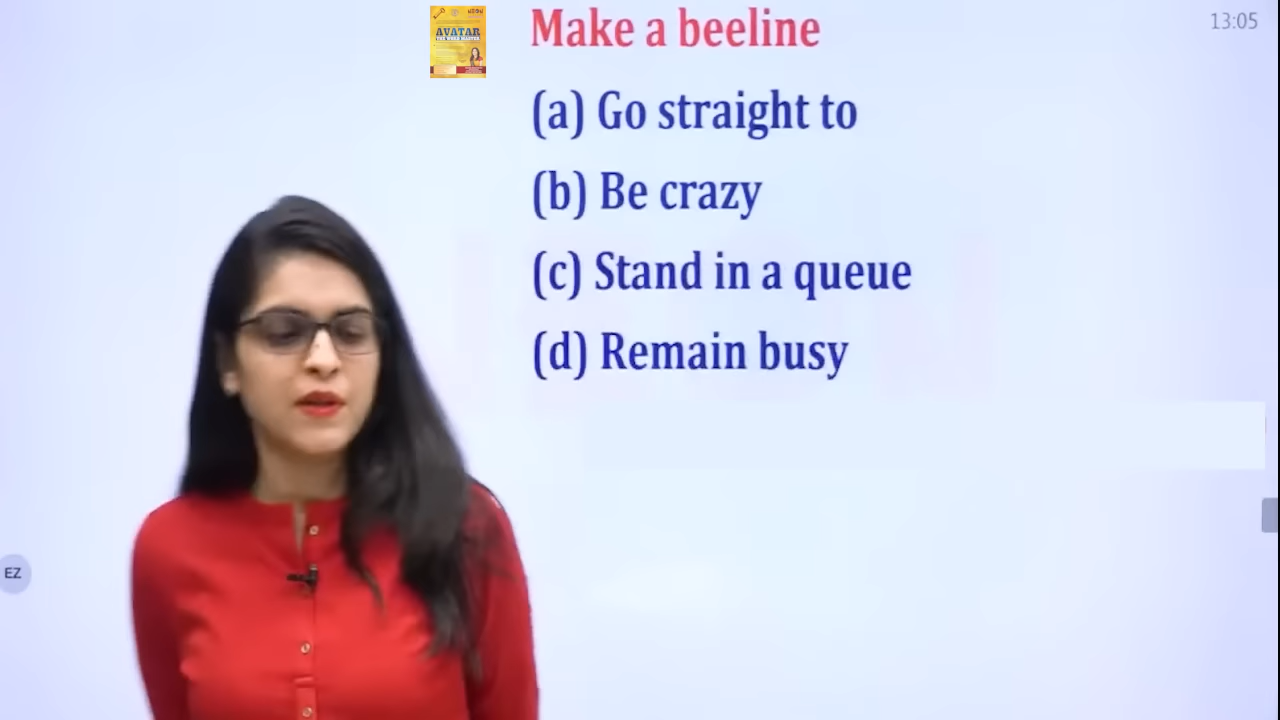 AVATAR
Make a beeline
13:05
(a) Go straight to
(b) Be crazy
(c) Stand in a queue
(d) Remain busy
EZ